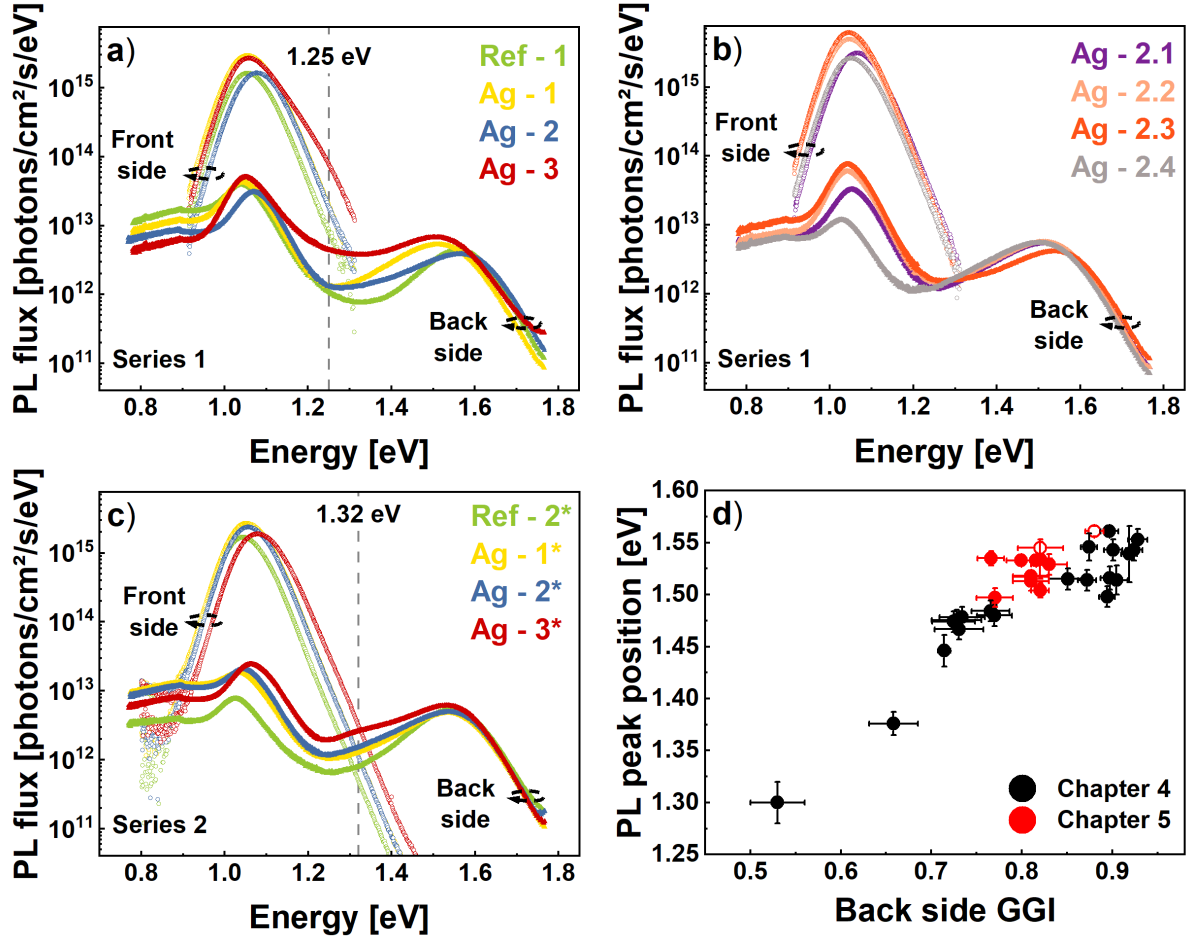 a)
1.25 eV
Ref - 1
Ag - 1
Ag - 2
Ag - 3
Front
side
Back
side
Series 1
PL flux [photons/cm²/s/eV]
10¹⁵
10¹⁴
10¹³
10¹²
10¹¹
0.8 1.0 1.2 1.4 1.6 1.8
Energy [eV]
b)
Ag - 2.1
Ag - 2.2
Ag - 2.3
Ag - 2.4
Front
side
Back
side
Series 1
PL flux [photons/cm²/s/eV]
10¹⁵
10¹⁴
10¹³
10¹²
10¹¹
0.8 1.0 1.2 1.4 1.6 1.8
Energy [eV]
c)
1.32 eV
Ref - 2*
Ag - 1*
Ag - 2*
Ag - 3*
Front
side
Back
side
Series 2
PL flux [photons/cm²/s/eV]
10¹⁵
10¹⁴
10¹³
10¹²
10¹¹
0.8 1.0 1.2 1.4 1.6 1.8
Energy [eV]
d)
PL peak position [eV]
1.60
1.55
1.50
1.45
1.40
1.35
1.30
1.25
Chapter 4
Chapter 5
0.5 0.6 0.7 0.8 0.9
Back side GGI